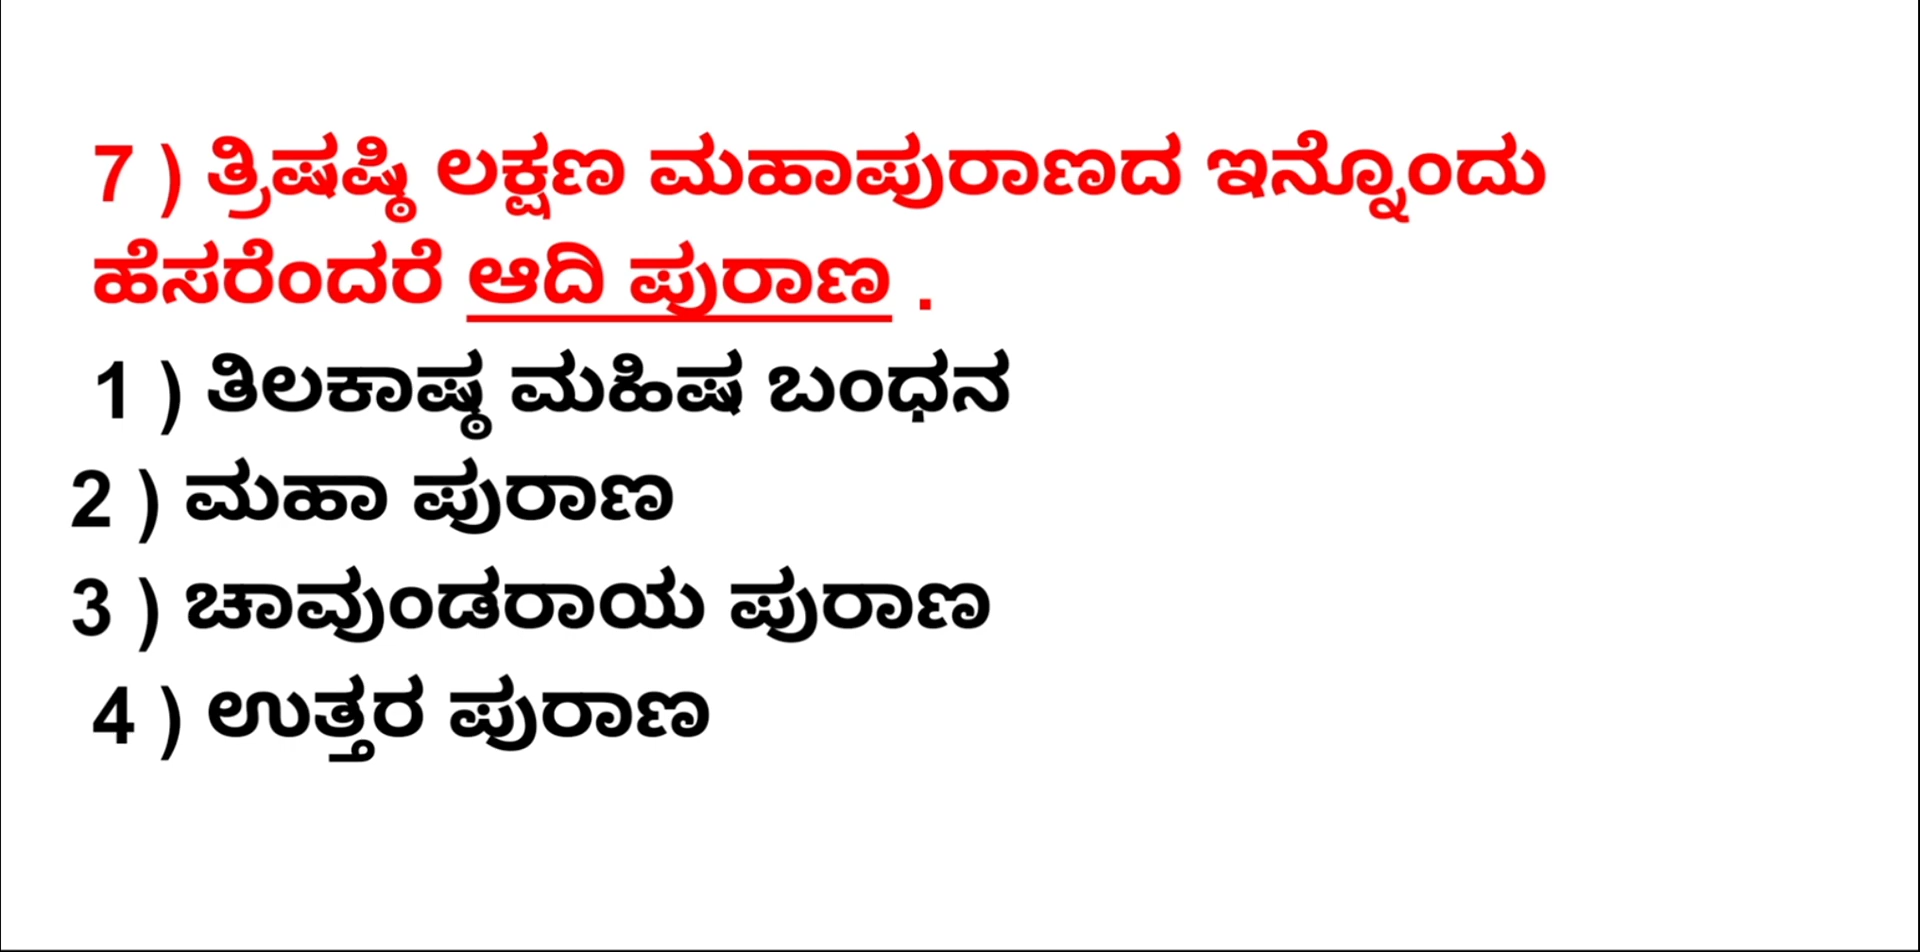 7 ) ತ್ರಿಷಷ್ಠಿ ಲಕ್ಷಣ ಮಹಾಪುರಾಣದ ಇನ್ನೊಂದು
ಹೆಸರೆಂದರೆ ಆದಿ ಪುರಾಣ .
1 ) ತಿಲಕಾಷ್ಠ ಮಹಿಷ ಬಂಧನ
2 ) ಮಹಾ ಪುರಾಣ
3 ) ಚಾವುಂಡರಾಯ ಪುರಾಣ
4 ) ಉತ್ತರ ಪುರಾಣ